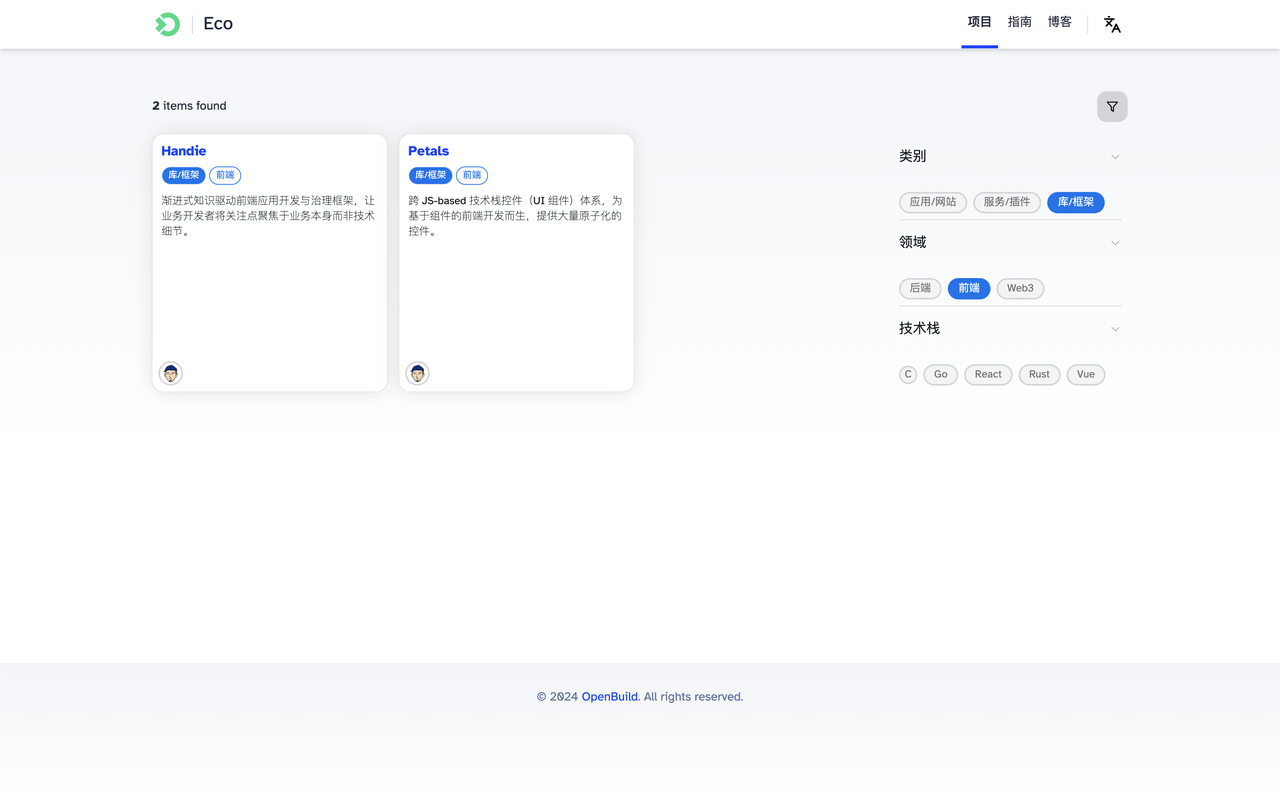 Eco
项目
指南
博客
2 items found
Handie
库/框架
前端
渐进式知识驱动前端应用开发与治理框架，让
业务开发者将关注点聚焦于业务本身而非技术
细节。
Petals
库/框架
前端
跨 JS-based 技术栈控件（UI 组件）体系，为
基于组件的前端开发而生，提供大量原子化的
控件。
类别
应用/网站
服务/插件
库/框架
领域
后端
前端
Web3
技术栈
C
Go
React
Rust
Vue
© 2024 OpenBuild. All rights reserved.